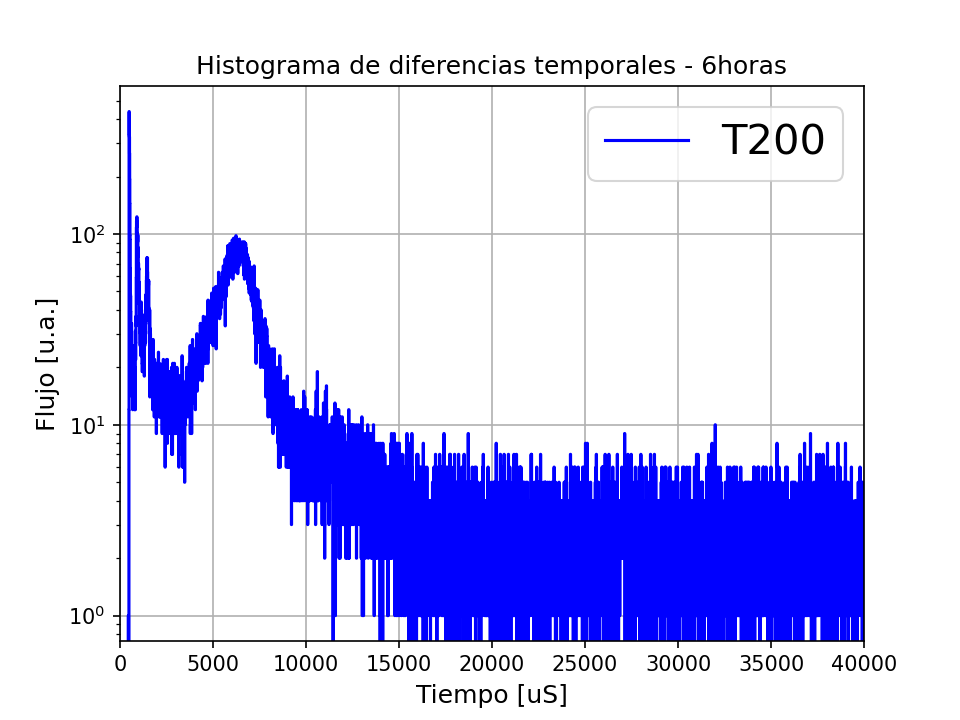 Histograma de diferencias temporales - 6horas
T200
10²
10¹
10⁰
Flujo [u.a.]
0 5000 10000 15000 20000 25000 30000 35000 40000
Tiempo [uS]